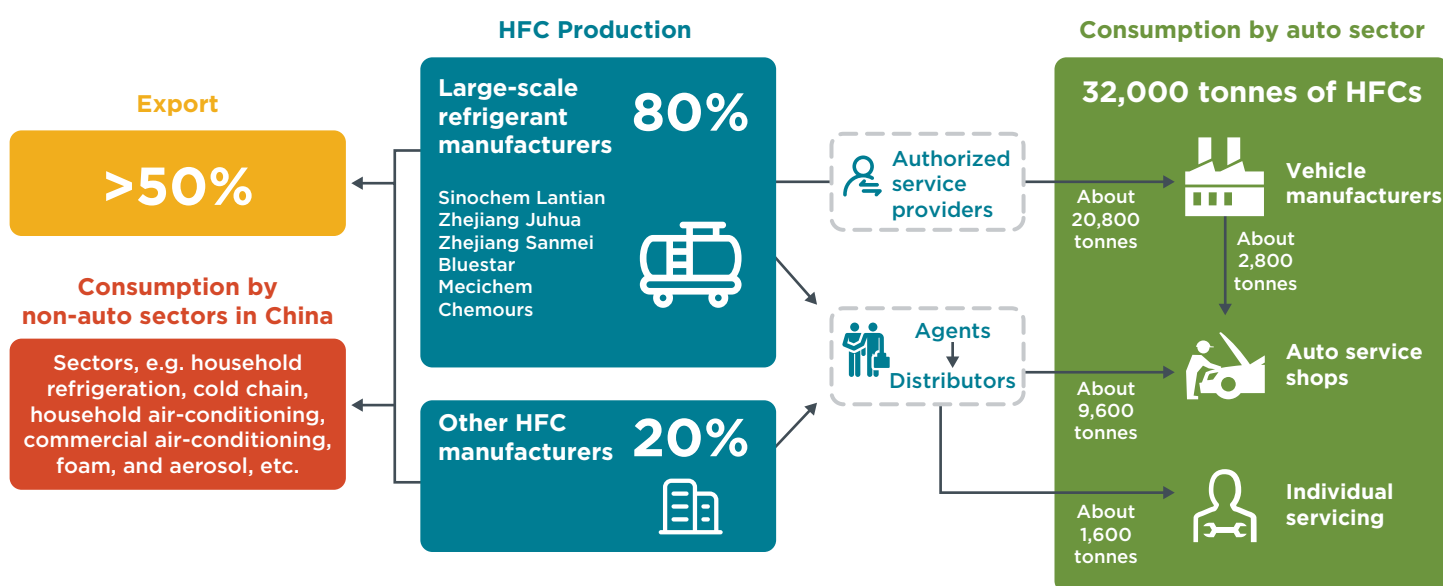 HFC Production
Consumption by auto sector
Export
>50%
Consumption by
non-auto sectors in China
Sectors, e.g. household
refrigeration, cold chain,
household air-conditioning,
commercial air-conditioning,
foam, and aerosol, etc.
Large-scale
refrigerant
manufacturers
80%
Sinochem Lantian
Zhejiang Juhua
Zhejiang Sanmei
Bluestar
Mecichem
Chemours
Other HFC
manufacturers
20%
Authorized
service
providers
Agents
Distributors
32,000 tonnes of HFCs
About
20,800
tonnes
Vehicle
manufacturers
About
2,800
tonnes
About
9,600
tonnes
Auto service
shops
About
1,600
tonnes
Individual
servicing